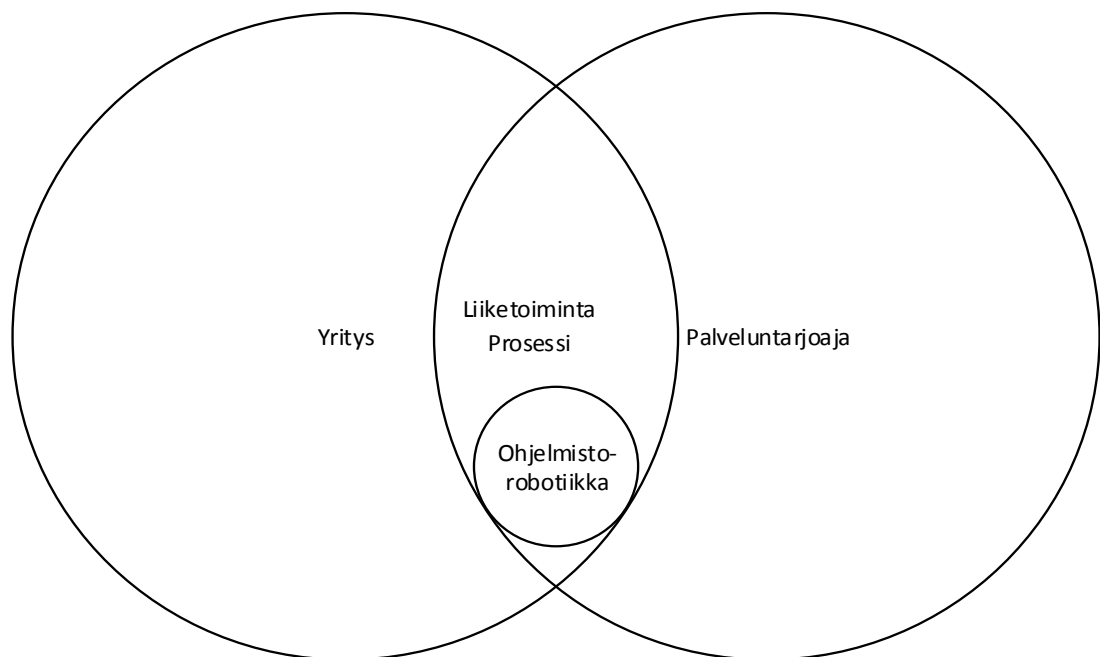 Yritys
Liiketoiminta
Prosessi
Palveluntarjoaja
Ohjelmisto-
robotiikka